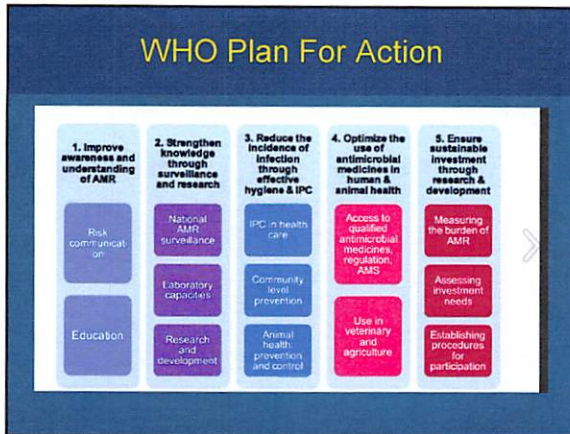 WHO Plan For Action
1. Improve
awareness and
understanding
of AMR
Risk
communicati
on
Education
2. Strengthen
knowledge
through
surveillance
and research
National
AMR
surveillance
Laboratory
capacities
Research
and
development
3. Reduce the
incidence of
infection
through
effective
hygiene & IPC
IPC in health
care
Community
level
prevention
Animal
health:
prevention
and control
4. Optimize the
use of
antimicrobial
medicines in
human &
animal health
Access to
qualified
antimicrobial
medicines,
regulation,
AMS
Use in
veterinary
and
agriculture
5. Ensure
sustainable
investment
through
research &
development
Measuring
the burden of
AMR
Assessing
investment
needs
Establishing
procedures
for
participation